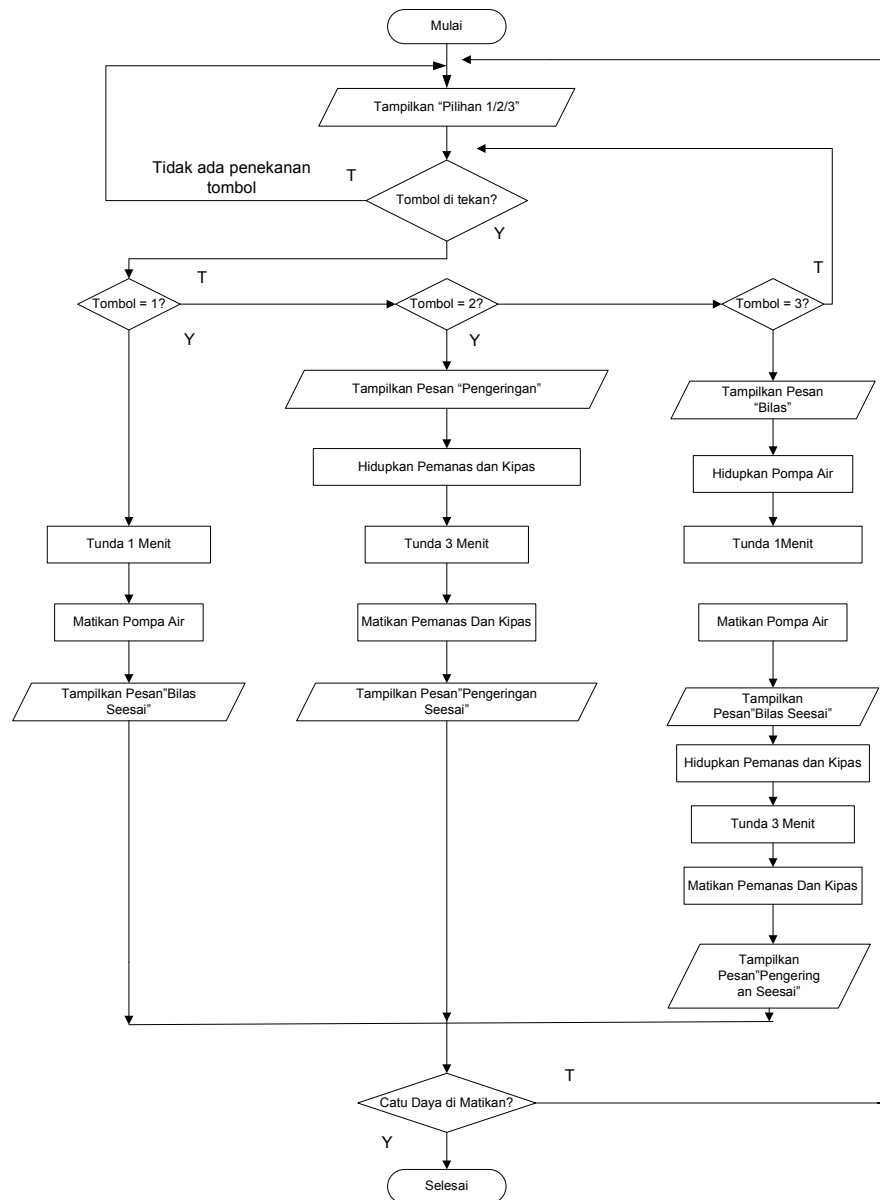 Mulai
Tampilkan “Pilihan 1/2/3”
Tidak ada penekanan
tombol
T
Tombol di tekan?
Y
T
T
Tombol = 1?
Tombol = 2?
Tombol = 3?
Y
Y
Tampilkan Pesan “Pengeringan”
Tampilkan Pesan
“Bilas”
Hidupkan Pemanas dan Kipas
Hidupkan Pompa Air
Tunda 1 Menit
Tunda 3 Menit
Tunda 1Menit
Matikan Pompa Air
Matikan Pemanas Dan Kipas
Matikan Pompa Air
Tampilkan Pesan”Bilas
Seesai”
Tampilkan Pesan”Pengeringan
Seesai”
Tampilkan
Pesan”Bilas Seesai”
Hidupkan Pemanas dan Kipas
Tunda 3 Menit
Matikan Pemanas Dan Kipas
Tampilkan
Pesan”Pengering
an Seesai”
T
Catu Daya di Matikan?
Y
Selesai